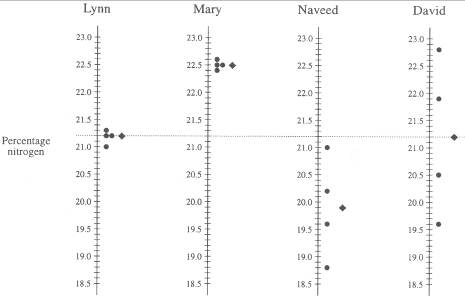 Lynn Mary Naveed David
23.0 23.0 23.0 23.0
22.5 22.5 22.5 22.5
22.0 22.0 22.0 22.0
21.5 21.5 21.5 21.5
Percentage
nitrogen
21.0 21.0 21.0 21.0
20.5 20.5 20.5 20.5
20.0 20.0 20.0 20.0
19.5 19.5 19.5 19.5
19.0 19.0 19.0 19.0
18.5 18.5 18.5 18.5